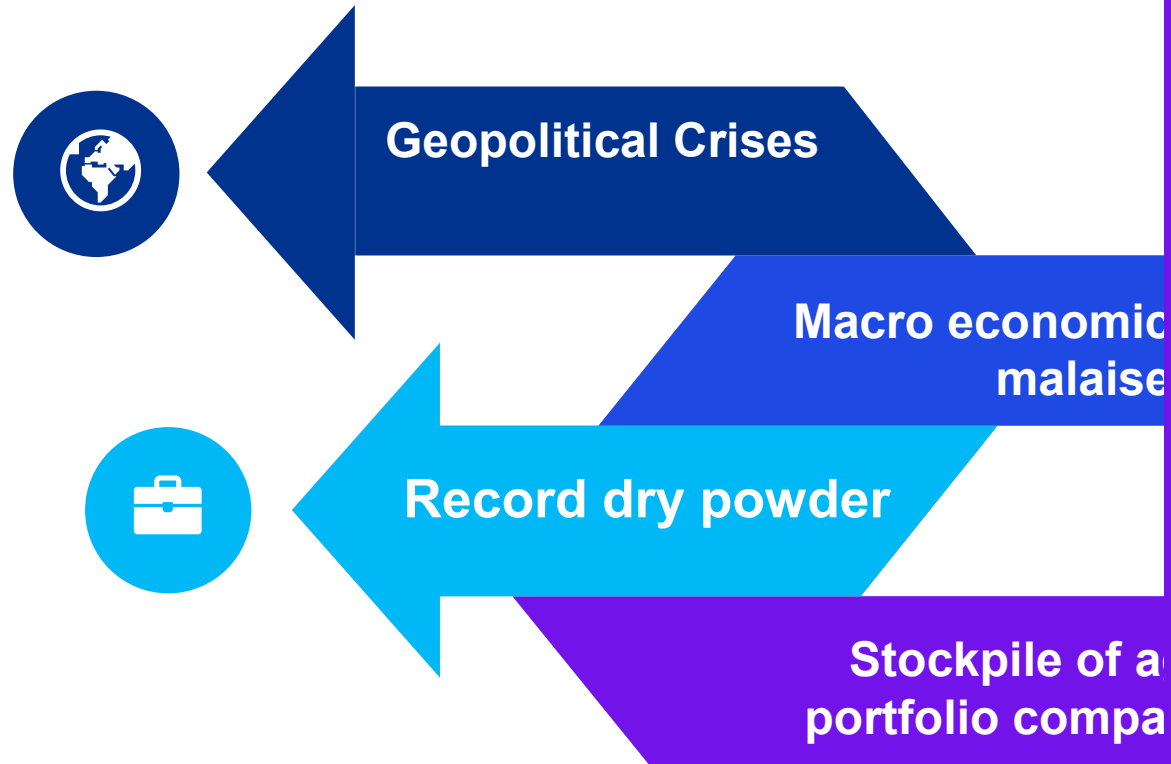 Geopolitical Crises
Macro economic
malaise
Record dry powder
Stockpile of
portfolio